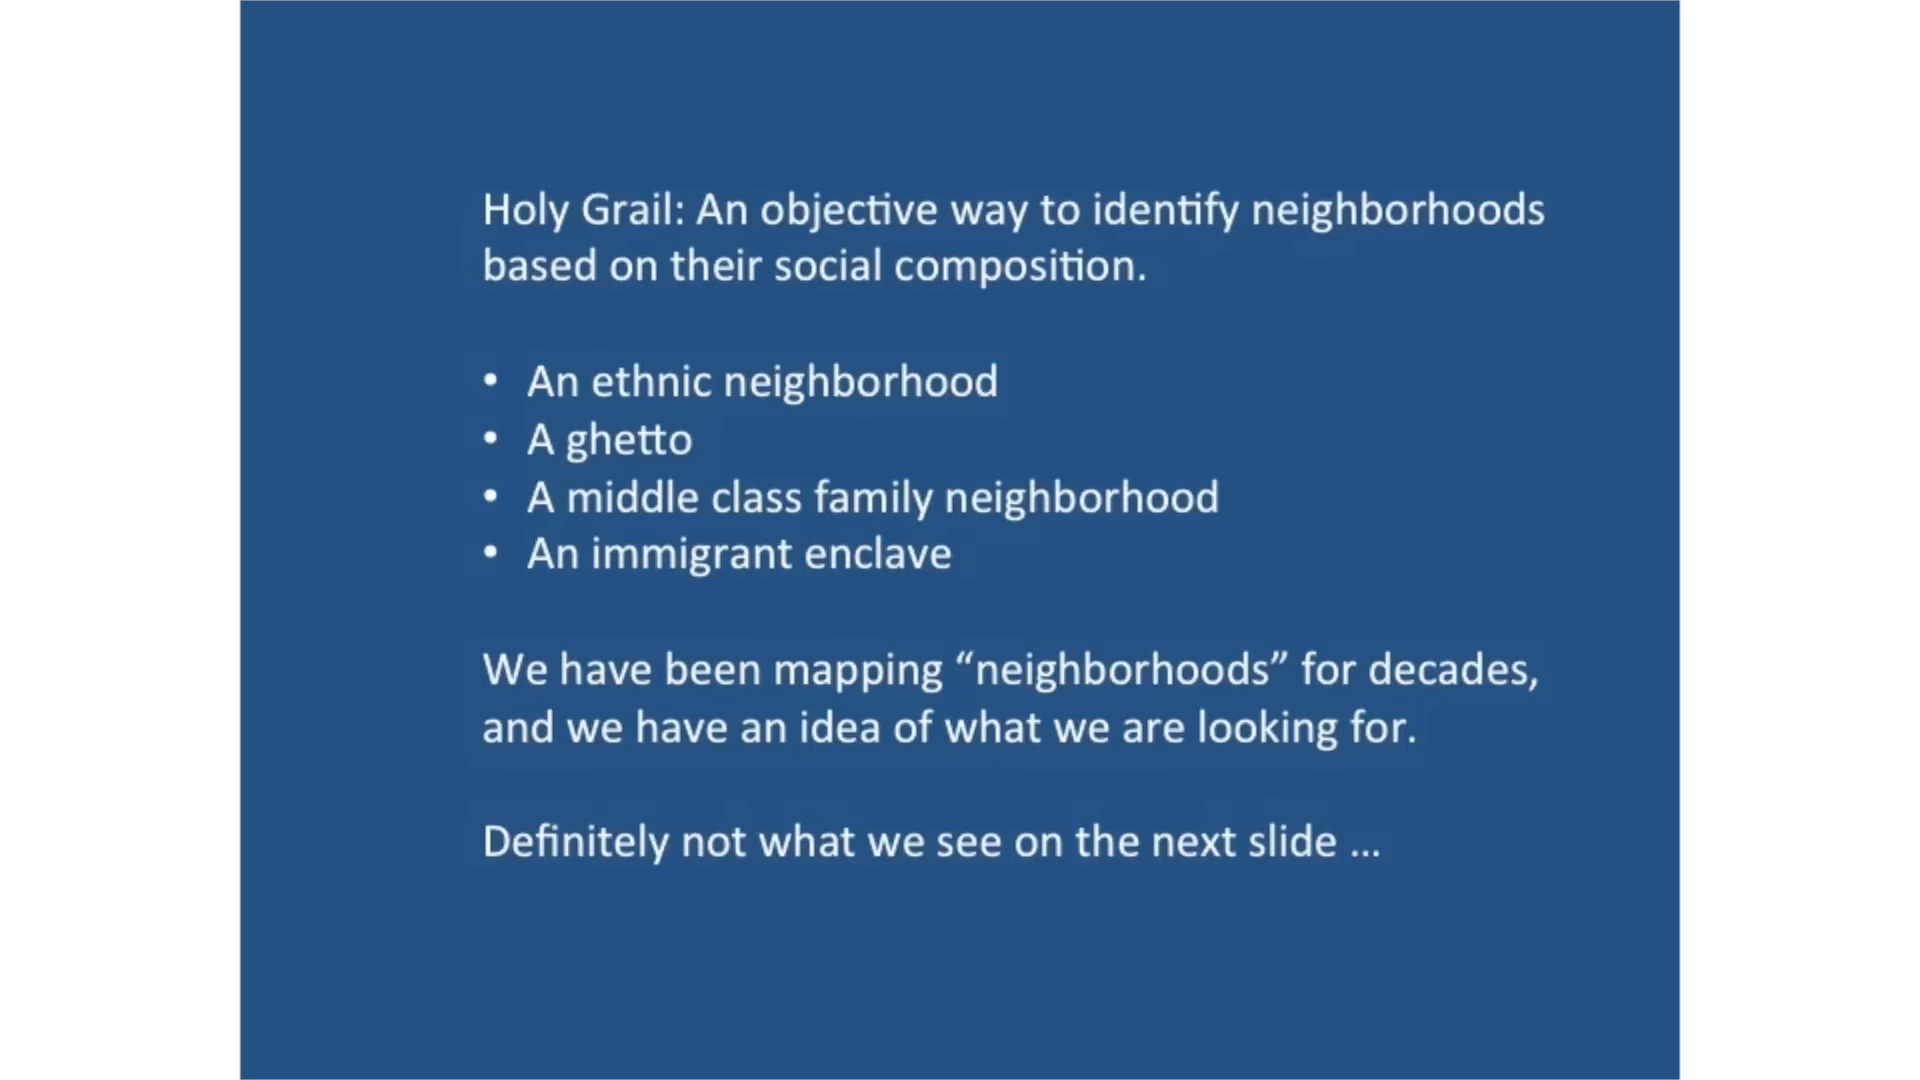 Holy Grail: An objective way to identify neighborhoods
based on their social composition.
• An ethnic neighborhood
• A ghetto
• A middle class family neighborhood
• An immigrant enclave
We have been mapping “neighborhoods” for decades,
and we have an idea of what we are looking for.
Definitely not what we see on the next slide ...